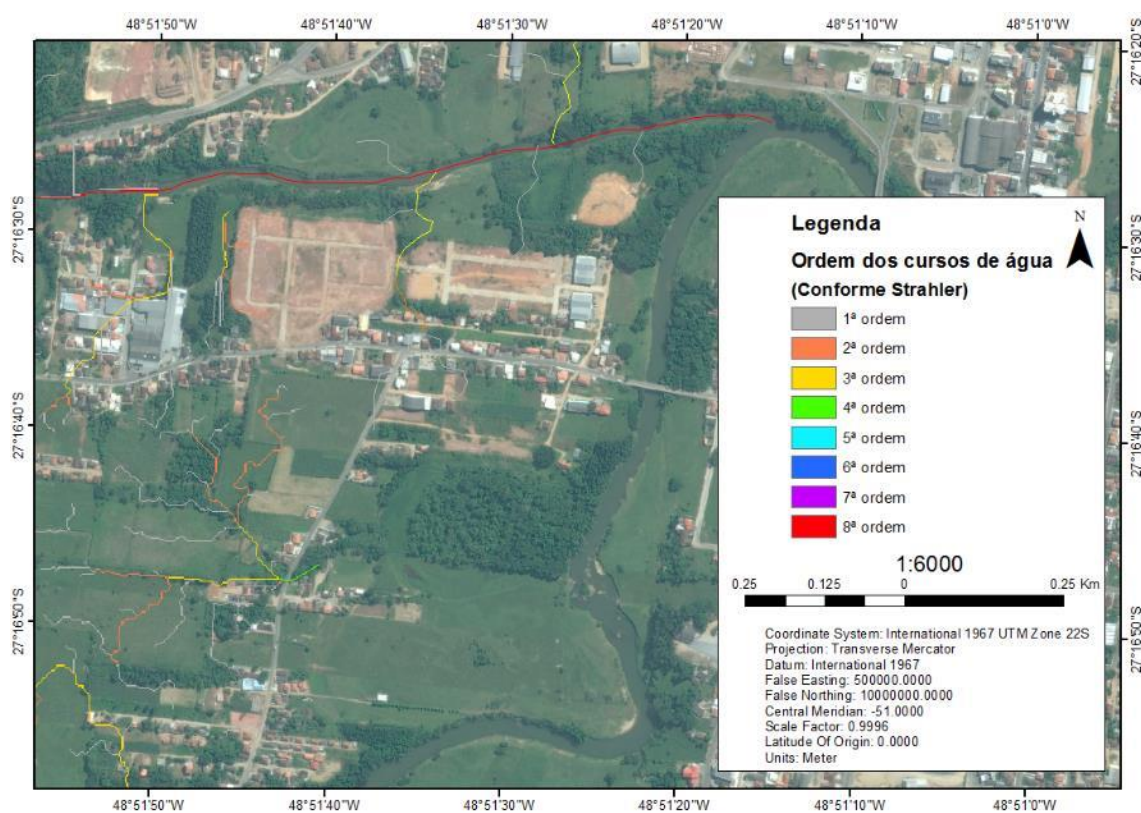 48°51'50"W 48°51'40"W 48°51'30"W 48°51'20"W 48°51'10"W 48°51'0"W
27°16'20"S
27°16'30"S 27°16'30"S
27°16'40"S 27°16'40"S
27°16'50"S 27°16'50"S
N
Legenda
Ordem dos cursos de água
(Conforme Strahler)
1ª ordem
2ª ordem
3ª ordem
4ª ordem
5ª ordem
6ª ordem
7ª ordem
8ª ordem
1:6000
0.25 0.125 0 0.25 Km
Coordinate System: International 1967 UTM Zone 22S
Projection: Transverse Mercator
Datum: International 1967
False Easting: 500000.0000
False Northing: 10000000.0000
Central Meridian: -51.0000
Scale Factor: 0.9996
Latitude Of Origin: 0.0000
Units: Meter
48°51'50"W 48°51'40"W 48°51'30"W 48°51'20"W 48°51'10"W 48°51'0"W